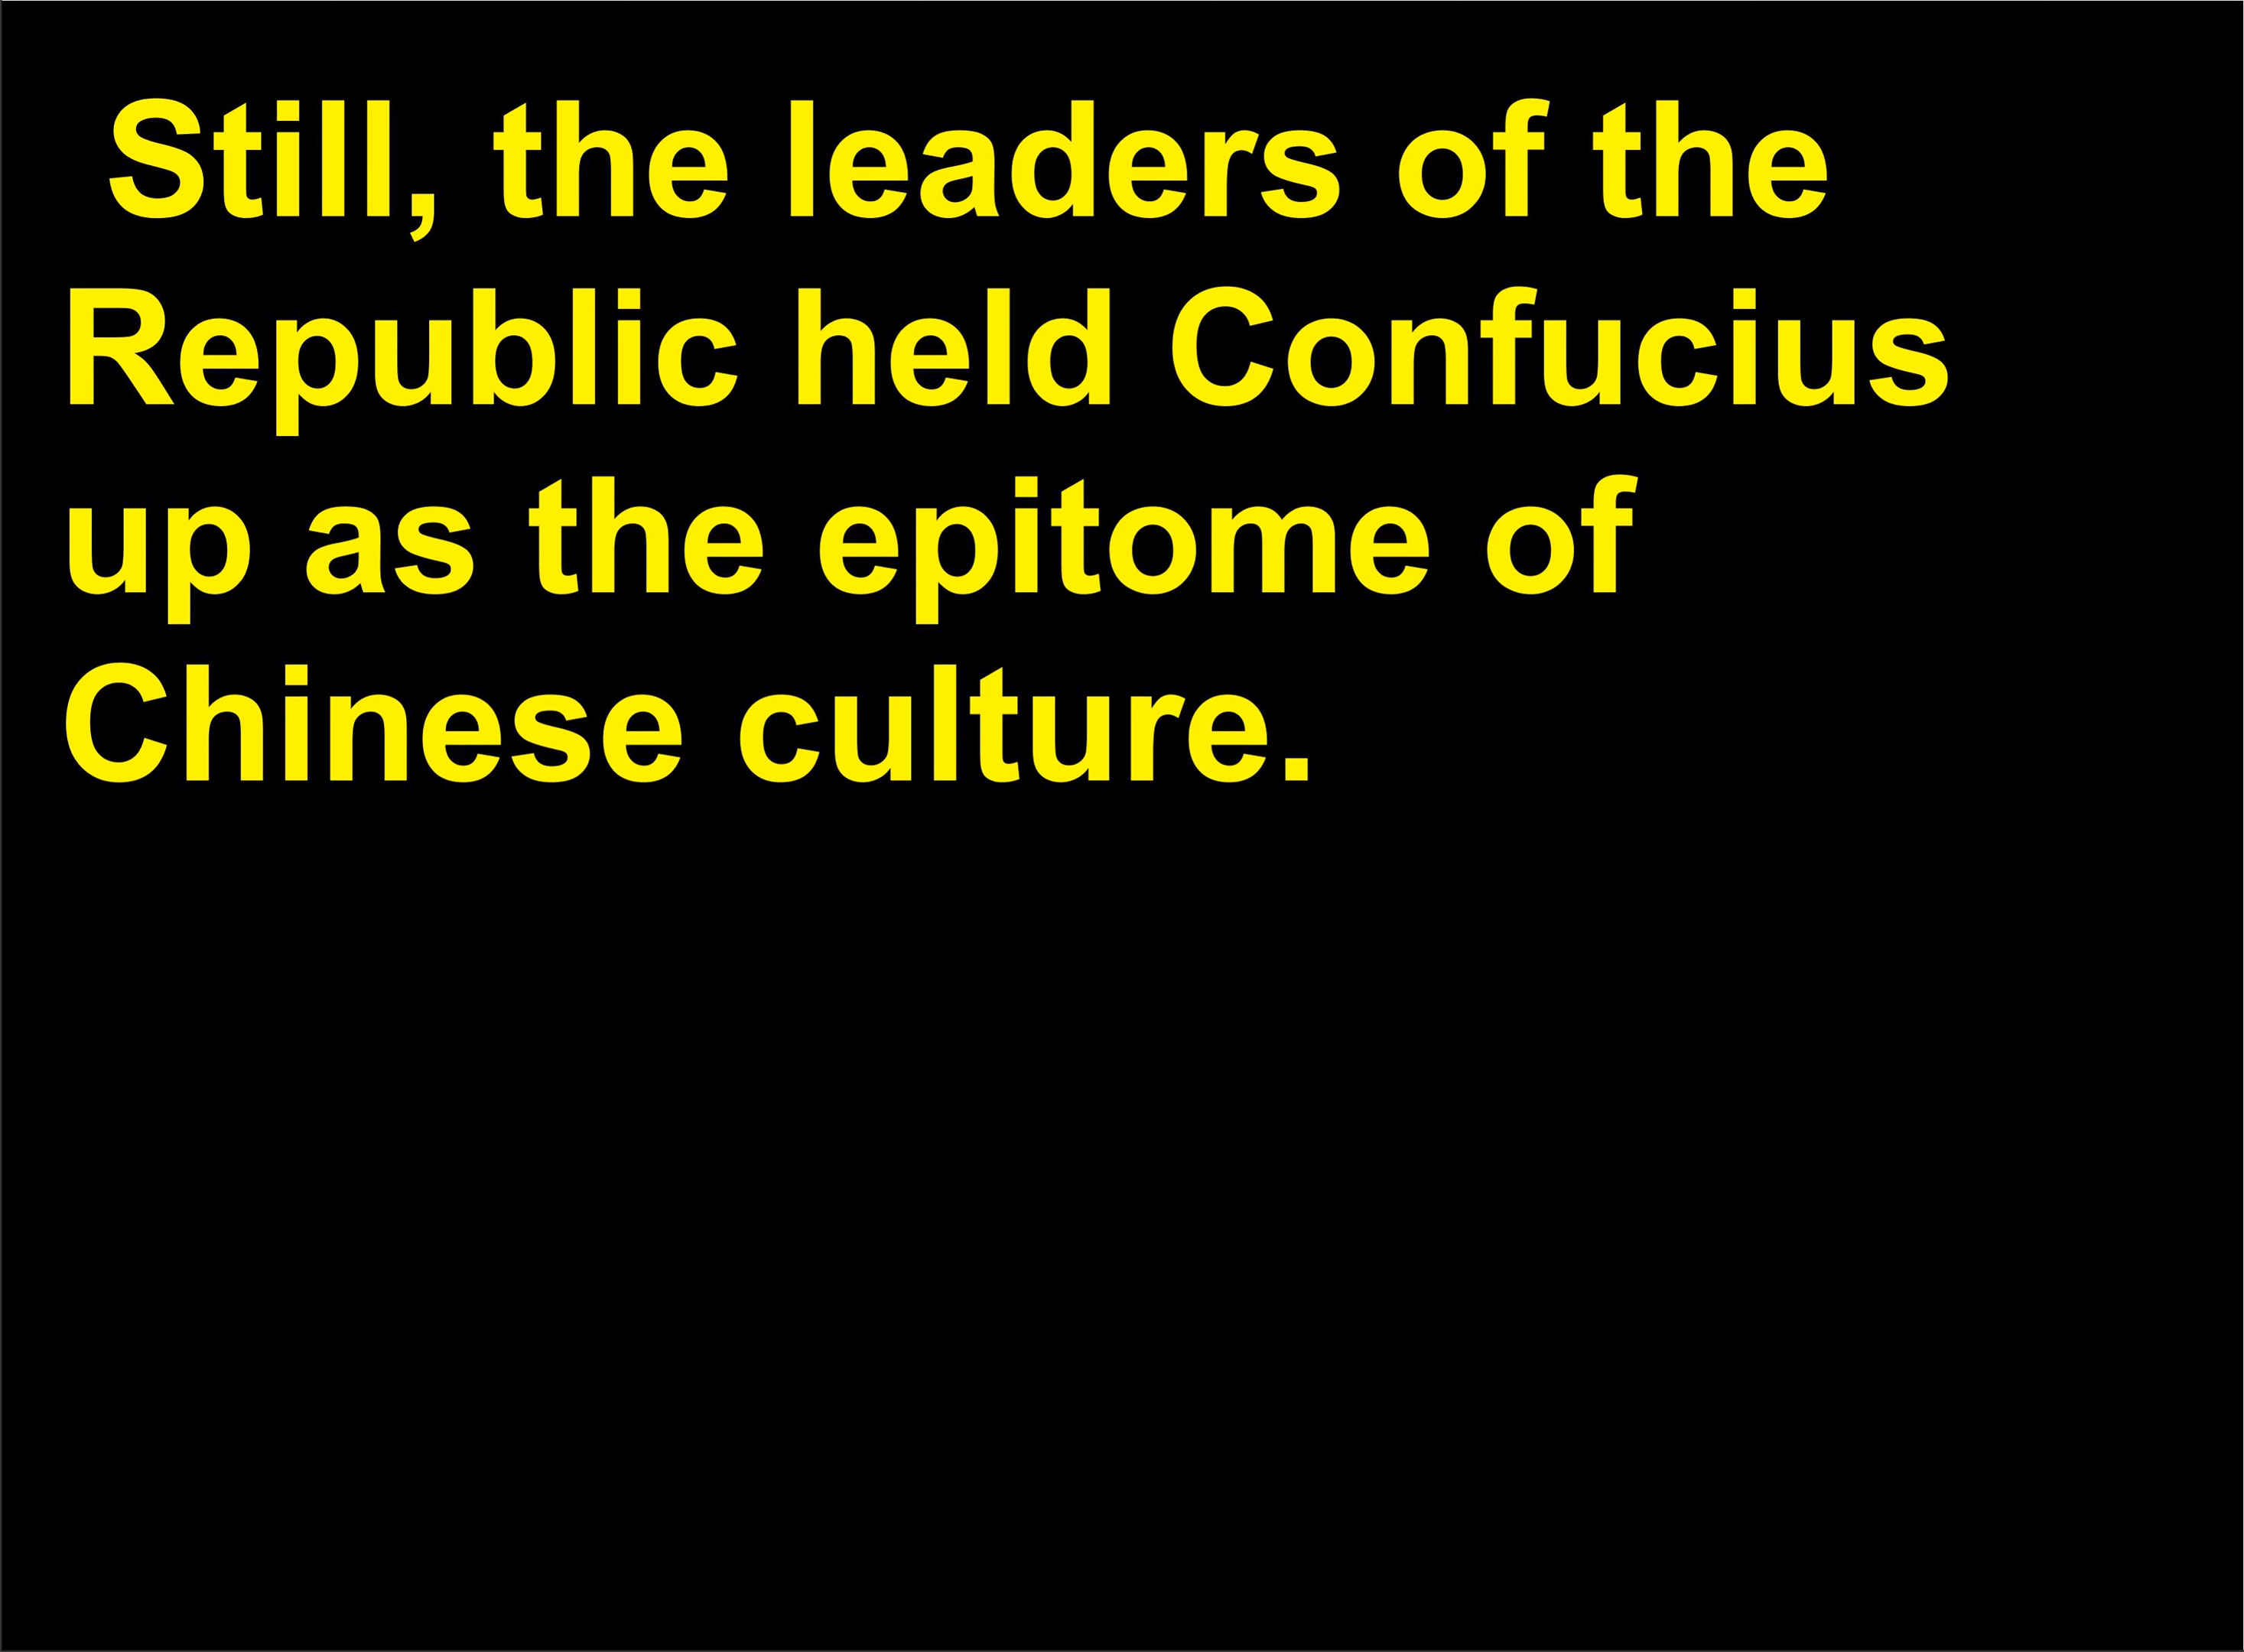 Still, the leaders of the
Republic held Confucius
up as the epitome of
Chinese culture.